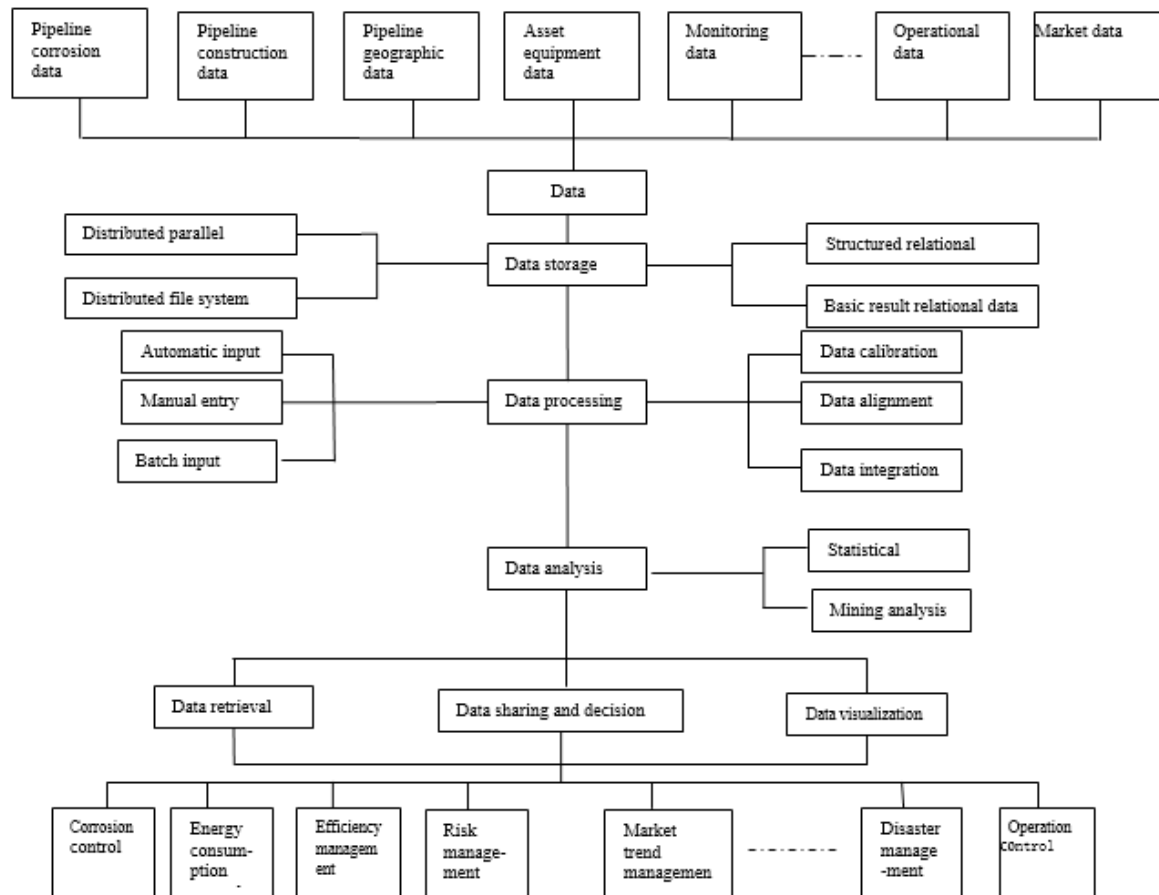 Pipeline
corrosion
data
Pipeline
construction
data
Pipeline
geographic
data
Asset
equipment
data
Monitoring
data
Operational
data
Market data
Data
Distributed parallel
Structured relational
Data storage
Distributed file system
Basic result relational data
Automatic input
Data calibration
Manual entry
Data processing
Data alignment
Batch input
Data integration
Statistical
Data analysis
Mining analysis
Data retrieval
Data sharing and decision
Data visualization
Corrosion
control
Energy
consum-
ption
Efficiency
managem
ent
Risk
manage-
ment
Market
trend
managemen
Disaster
manage
-ment
Operation
control